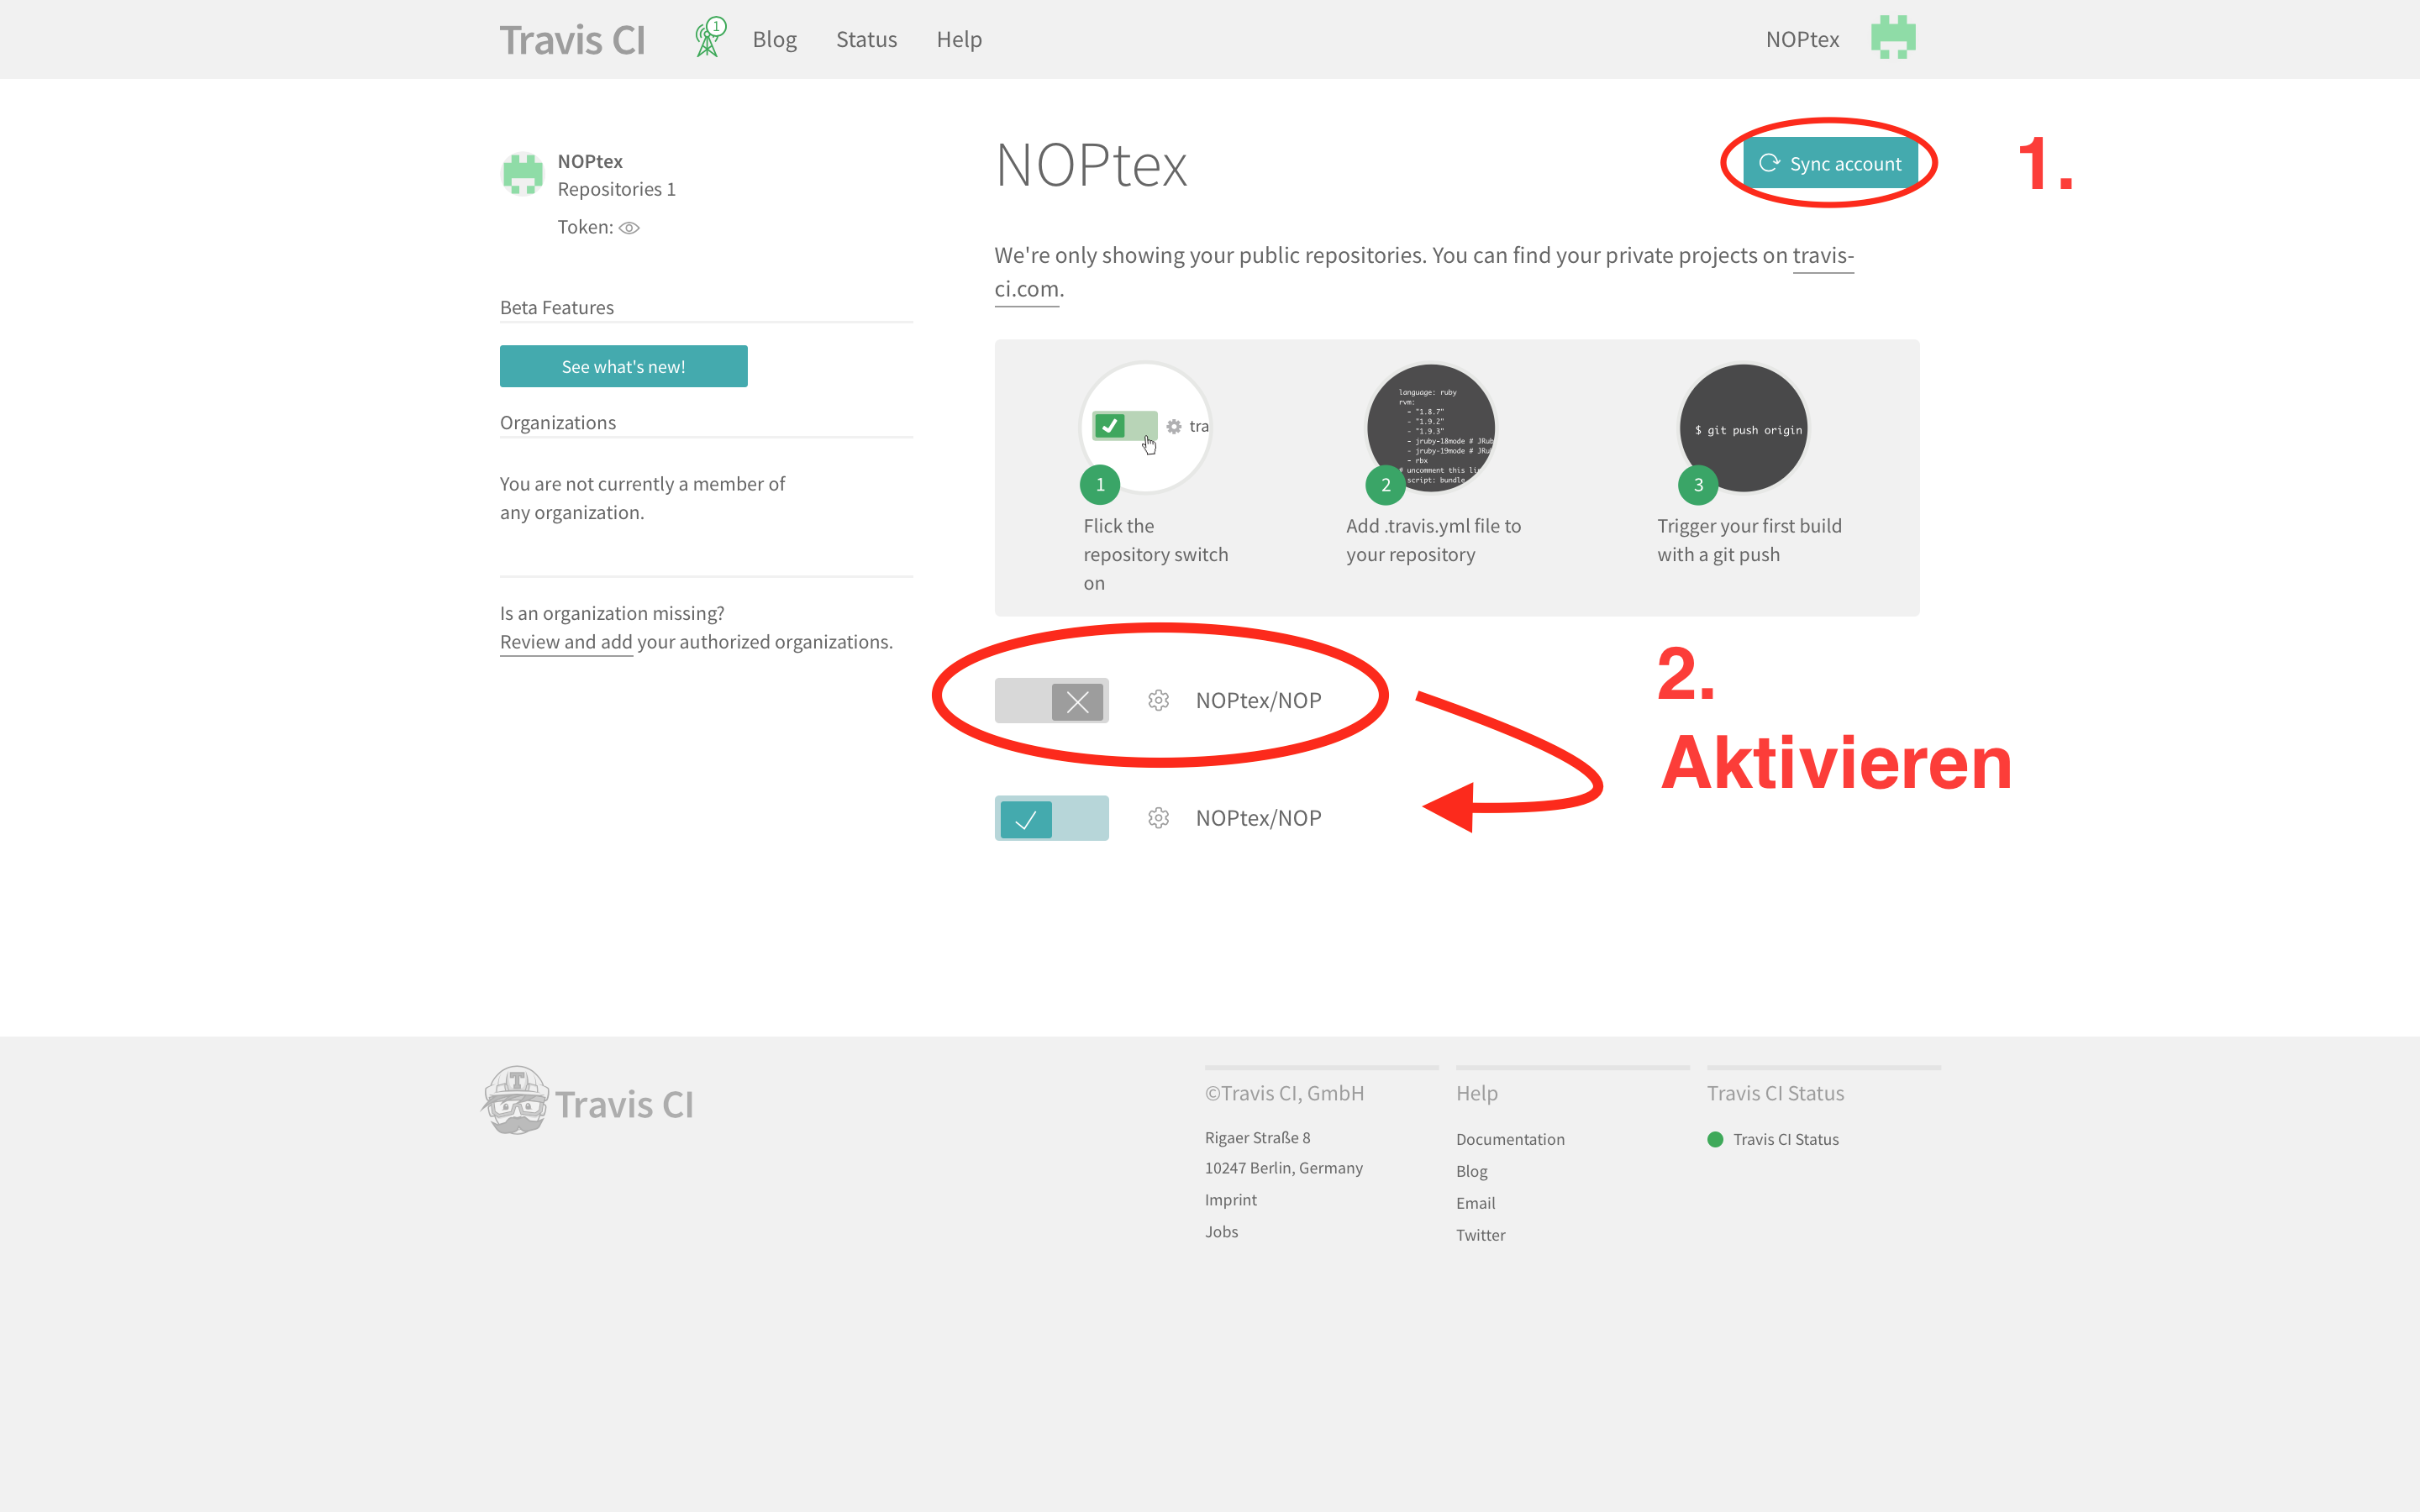 Travis CI
1
Blog
Status
Help
NOPtex
NOPtex
Repositories 1
Token:
Beta Features
See what's new!
Organizations
You are not currently a member of
any organization.
Is an organization missing?
Review and add your authorized organizations.
NOPtex
Sync account
1.
We're only showing your public repositories. You can find your private projects on travis-
ci.com.
tra
1
Flick the
repository switch
on
language: ruby
rvm:
- "1.8.7"
- "1.9.2"
- "1.9.3"
- jruby-18mode # JRub
- jruby-19mode # JRu
- rbx
# uncomment this li
script: bundle
2
Add .travis.yml file to
your repository
$ git push origin
3
Trigger your first build
with a git push
NOPtex/NOP
NOPtex/NOP
2.
Aktivieren
T
Travis CI
©Travis CI, GmbH
Rigaer Straße 8
10247 Berlin, Germany
Imprint
Jobs
Help
Documentation
Blog
Email
Twitter
Travis CI Status
Travis CI Status